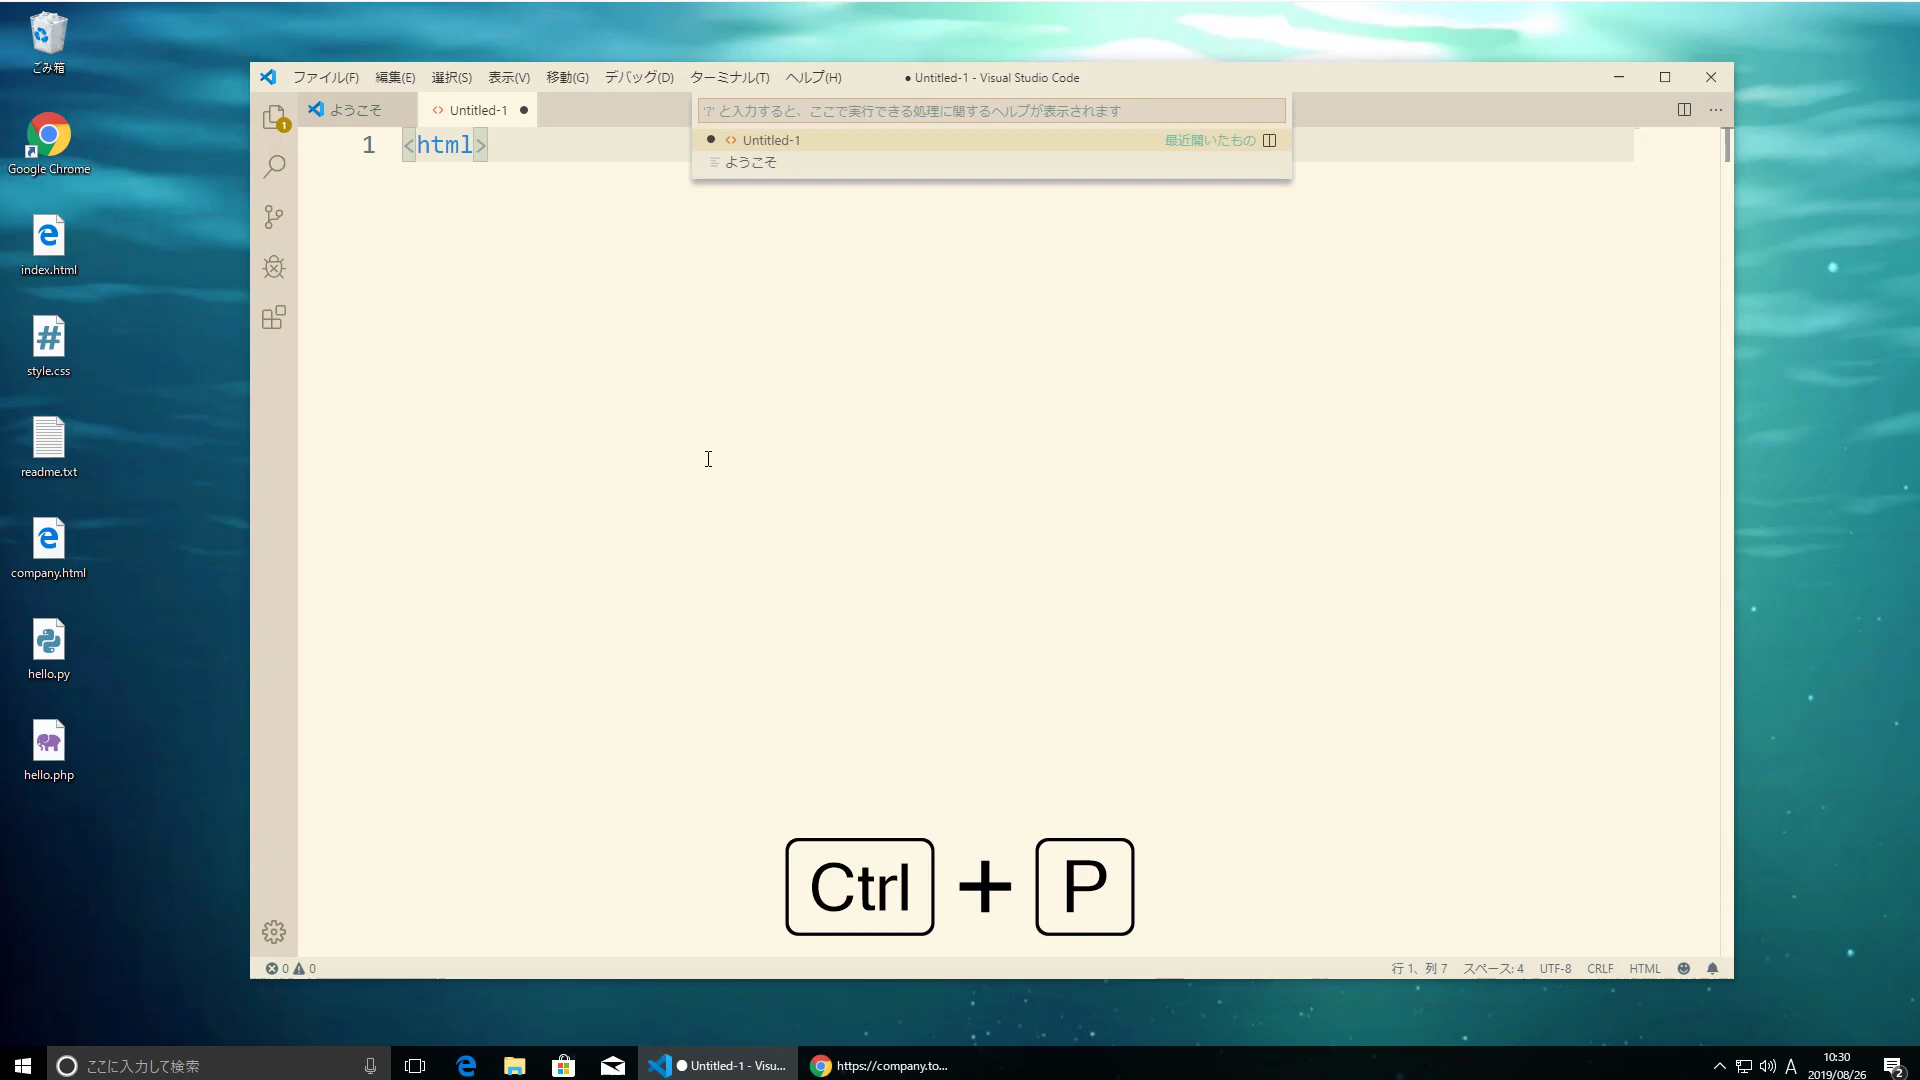 ごみ箱
Google Chrome
index.html
style.css
readme.txt
company.html
hello.py
hello.php
ファイル(F) 編集(E) 選択(S) 表示(V) 移動(G) デバッグ(D) ターミナル(T) ヘルプ(H)
● Untitled-1 - Visual Studio Code
1
ようこそ
<> Untitled-1 ●
'?' と入力すると、ここで実行できる処理に関するヘルプが表示されます
● <> Untitled-1 最近開いたもの
ようこそ
1 <html>
Ctrl + P
0 0
行 1、列 7 スペース: 4 UTF-8 CRLF HTML
ここに入力して検索
● Untitled-1 - Visu...
https://company.to...
A
10:30
2019/08/26
2